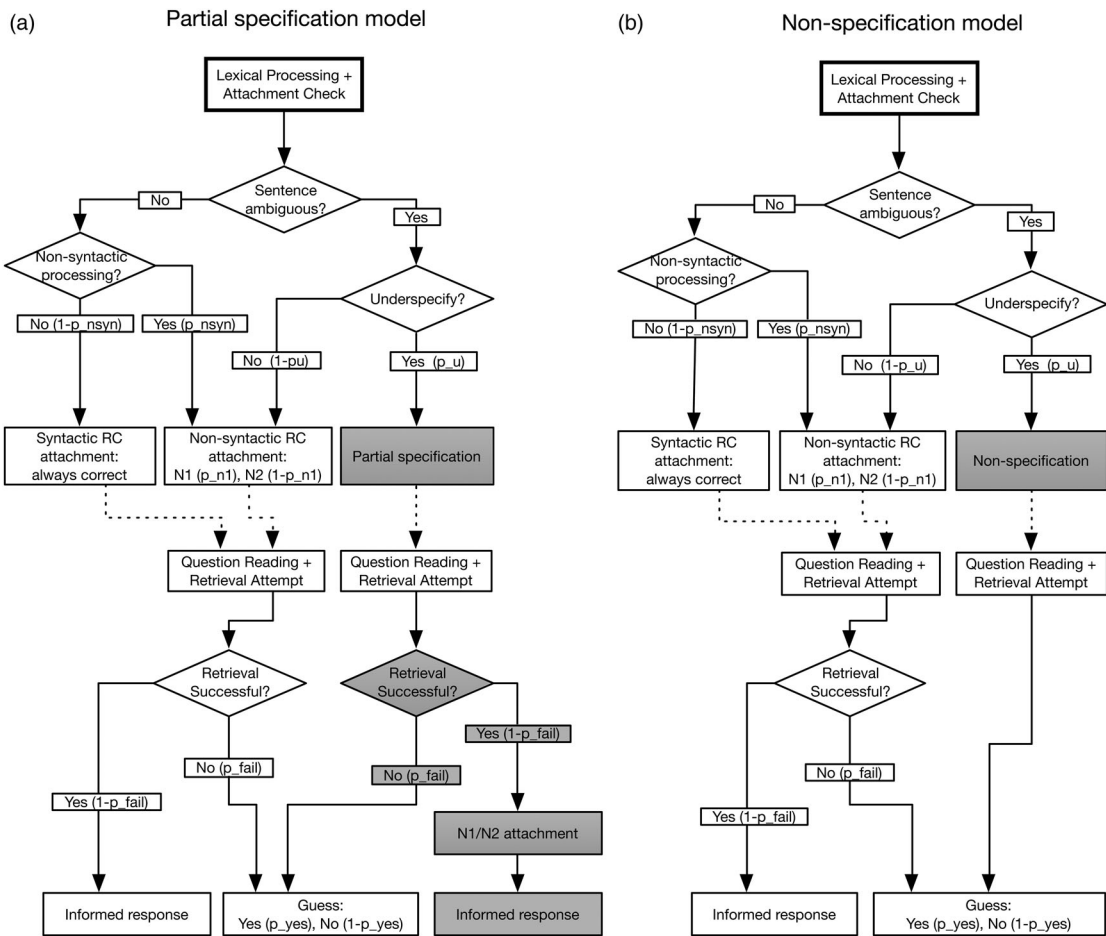 (a)
Partial specification model
Lexical Processing +
Attachment Check
Sentence
ambiguous?
No
Yes
Non-syntactic
processing?
Underspecify?
No (1-p_nsyn)
Yes (p_nsyn)
No (1-pu)
Yes (p_u)
Syntactic RC
attachment:
always correct
Non-syntactic RC
attachment:
N1 (p_n1), N2 (1-p_n1)
Partial specification
Question Reading +
Retrieval Attempt
Question Reading +
Retrieval Attempt
Retrieval
Successful?
Retrieval
Successful?
Yes (1-p_fail)
No (p_fail)
No (p_fail)
Yes (1-p_fail)
N1/N2 attachment
Informed response
Guess:
Yes (p_yes), No (1-p_yes)
Informed response
(b)
Non-specification model
Lexical Processing +
Attachment Check
Sentence
ambiguous?
No
Yes
Non-syntactic
processing?
Underspecify?
No (1-p_nsyn)
Yes (p_nsyn)
No (1-p_u)
Yes (p_u)
Syntactic RC
attachment:
always correct
Non-syntactic RC
attachment:
N1 (p_n1), N2 (1-p_n1)
Non-specification
Question Reading +
Retrieval Attempt
Question Reading +
Retrieval Attempt
Retrieval
Successful?
No (p_fail)
Yes (1-p_fail)
Informed response
Guess:
Yes (p_yes), No (1-p_yes)